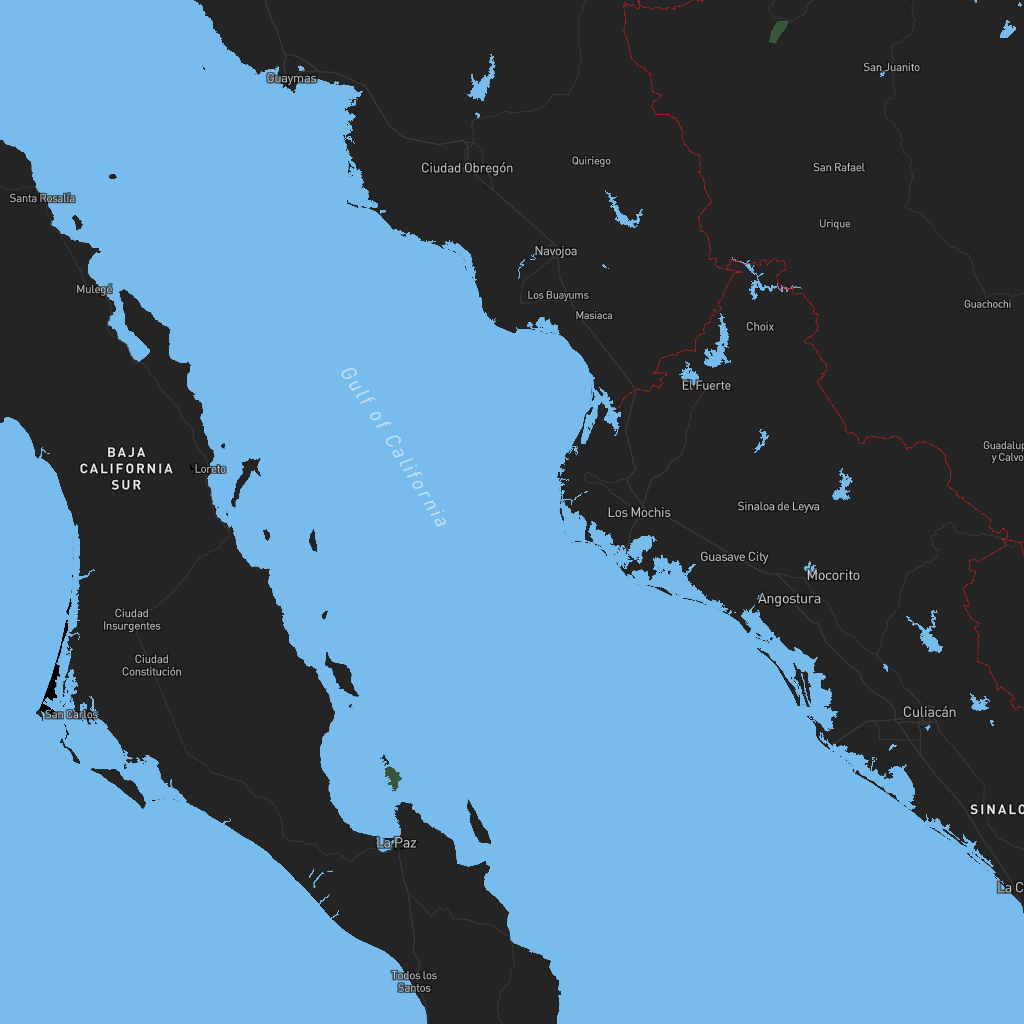 San Juanito
Guaymas
Ciudad Obregón
Quiriego
San Rafael
Santa Rosalía
Urique
Navojoa
Mulegé
Los Buayums
Guachochi
Masiaca
Choix
El Fuerte
Gulf of California
BAJA
CALIFORNIA
SUR
Guadalup
y Calvo
Loreto
Sinaloa de Leyva
Los Mochis
Guasave City
Mocorito
Angostura
Ciudad
Insurgentes
Ciudad
Constitución
San Carlos
Culiacán
SINALO
La Paz
La C
Todos los
Santos